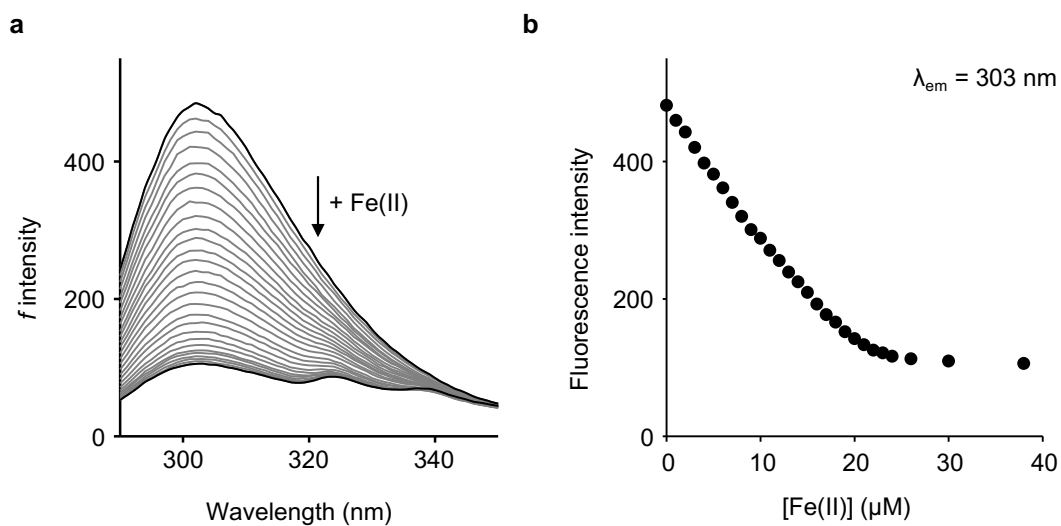 a
f intensity
400
200
0
300
320
340
Wavelength (nm)
+ Fe(II)
b
Fluorescence intensity
400
200
0
0
10
20
30
40
[Fe(II)] (µM)
λem = 303 nm